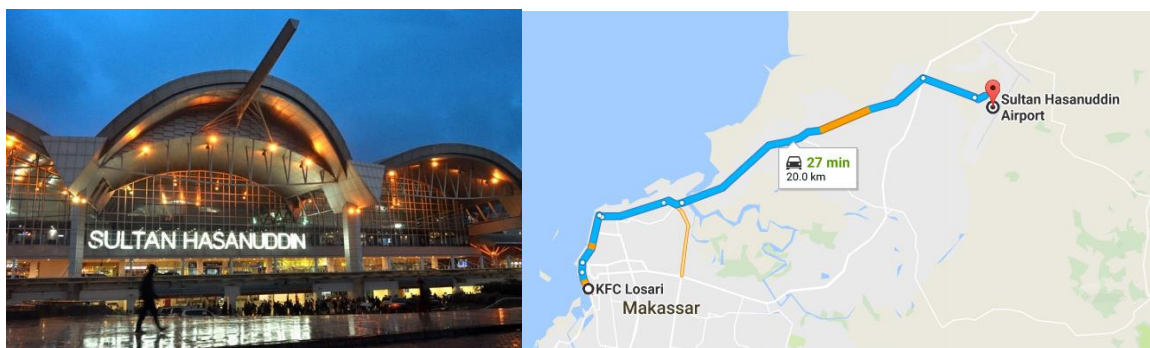 SULTAN HASANUDDIN
Sultan Hasanuddin
Airport
27 min
20.0 km
KFC Losari
Makassar